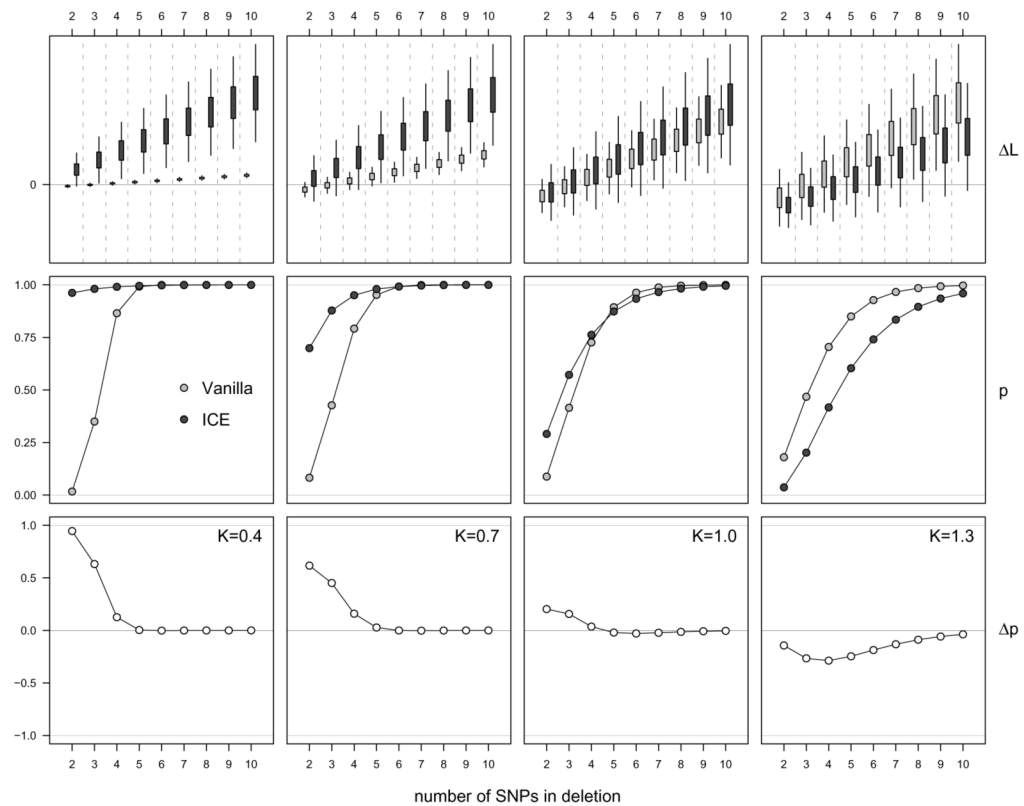 2 3 4 5 6 7 8 9 10 2 3 4 5 6 7 8 9 10 2 3 4 5 6 7 8 9 10 2 3 4 5 6 7 8 9 10
0
ΔL
1.00
0.75
0.50
0.25
0.00
Vanilla
ICE
p
1.0
0.5
0.0
−0.5
−1.0
K=0.4 K=0.7 K=1.0 K=1.3
Δp
2 3 4 5 6 7 8 9 10 2 3 4 5 6 7 8 9 10 2 3 4 5 6 7 8 9 10 2 3 4 5 6 7 8 9 10
number of SNPs in deletion